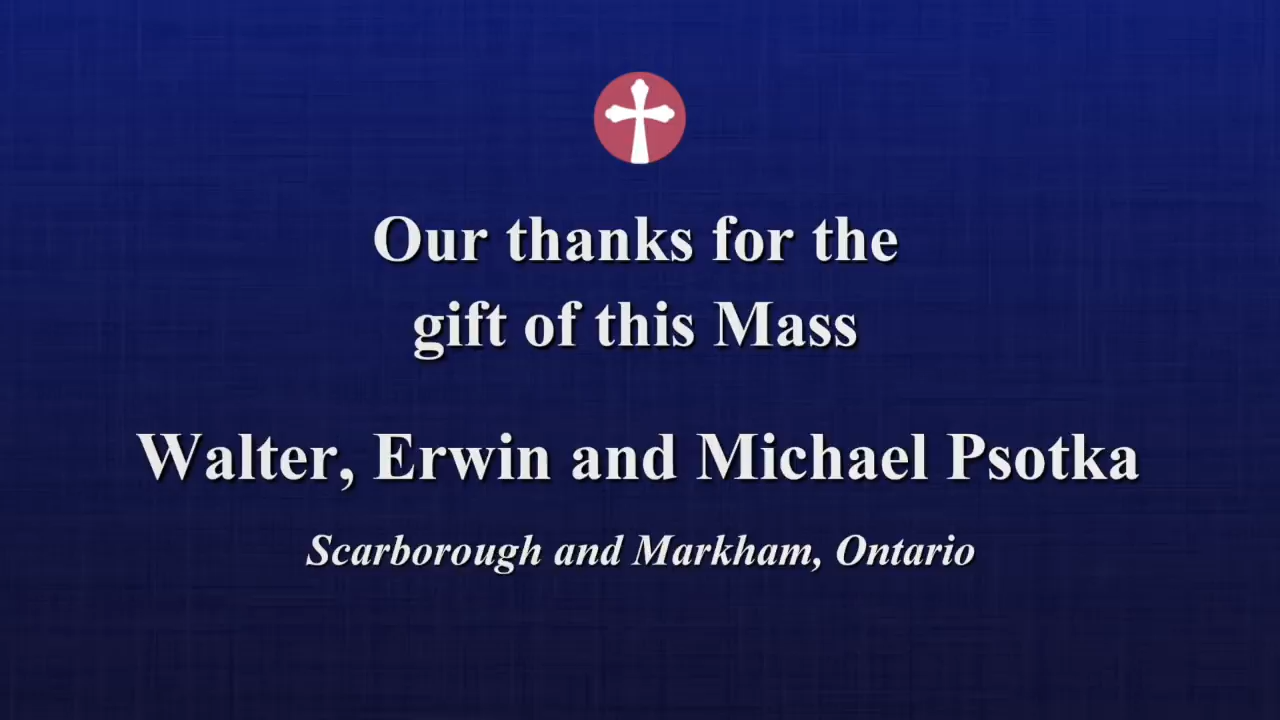 Our thanks for the
gift of this Mass
Walter, Erwin and Michael Psotka
Scarborough and Markham, Ontario